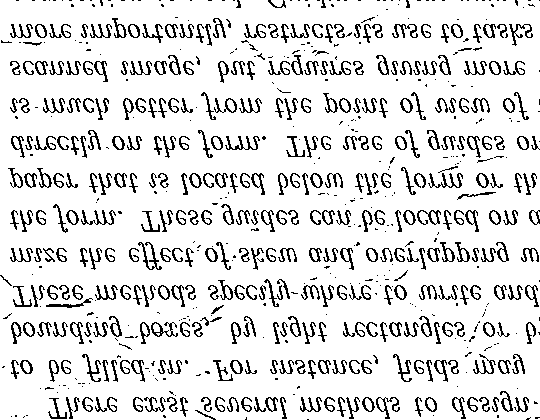 There exist several methods to design
to be filled in. For instance, fields may
bounding boxes, by light rectangles or by
These methods specify where to write and
mize the effect of skew and overlapping w
the form. These guides can be located on a
paper that is located below the form or th
directly on the form. The use of guides on
is much better from the point of view of
scanned image, but requires giving more
more importantly, restricts its use to tasks